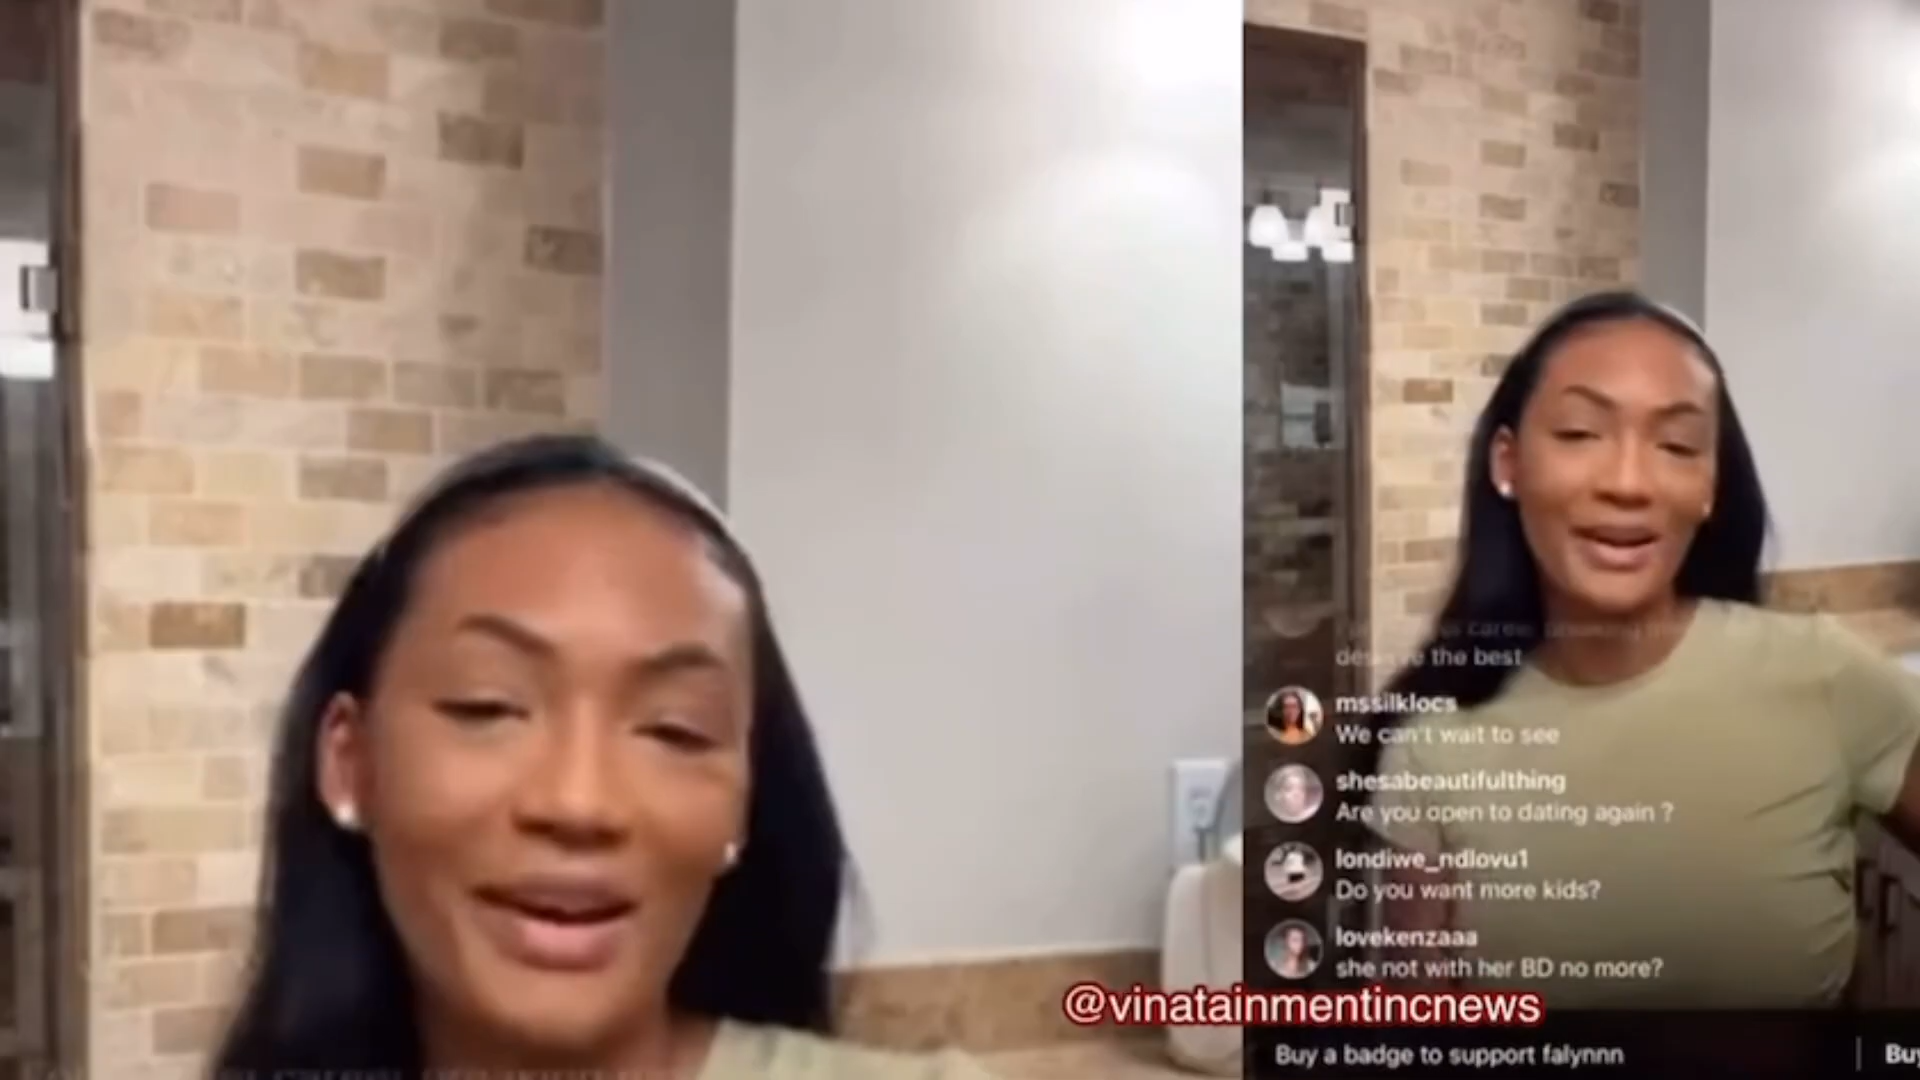 deserve the best
mssilklocs
We can't wait to see
shesabeautifulthing
Are you open to dating again ?
londiwe_ndlovu1
Do you want more kids?
lovekenzaaa
she not with her BD no more?
@vinatainmentincnews
Buy a badge to support falynnn
Buy